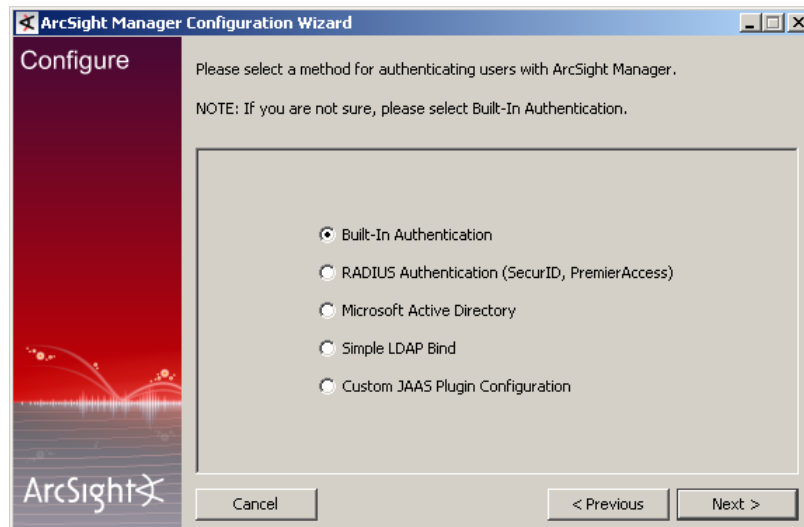 ArcSight Manager Configuration Wizard
Configure
Please select a method for authenticating users with ArcSight Manager.
NOTE: If you are not sure, please select Built-In Authentication.
Built-In Authentication
RADIUS Authentication (SecurID, PremierAccess)
Microsoft Active Directory
Simple LDAP Bind
Custom JAAS Plugin Configuration
ArcSight
Cancel
< Previous
Next >